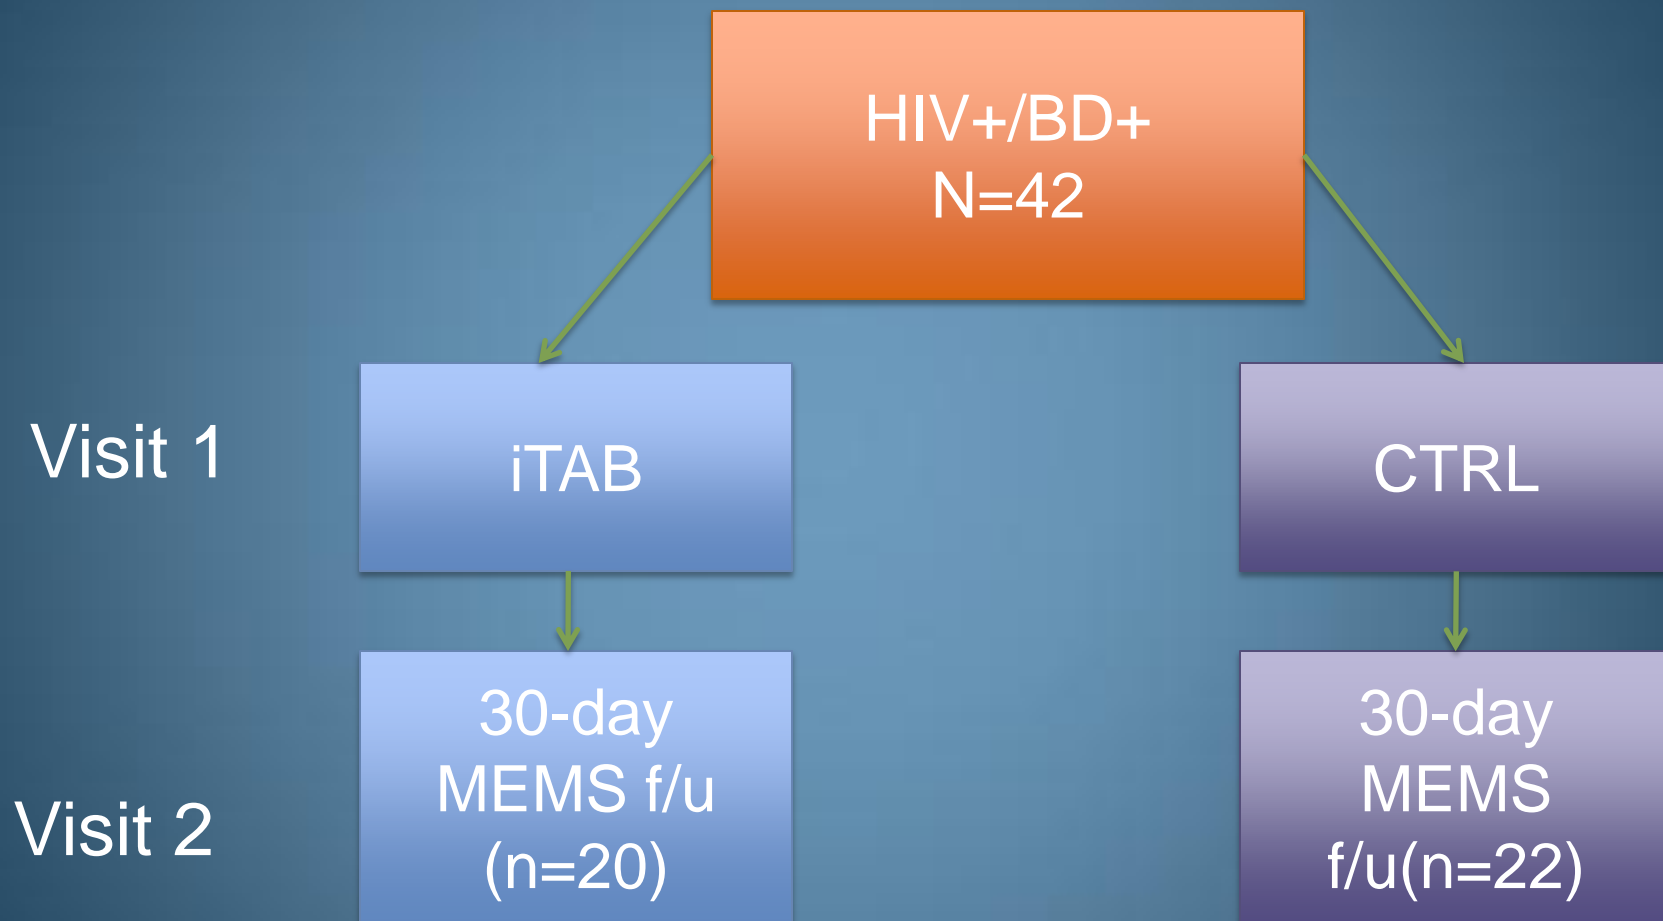 HIV+/BD+
N=42
Visit 1
iTAB
CTRL
Visit 2
30-day
MEMS f/u
(n=20)
30-day
MEMS
f/u(n=22)